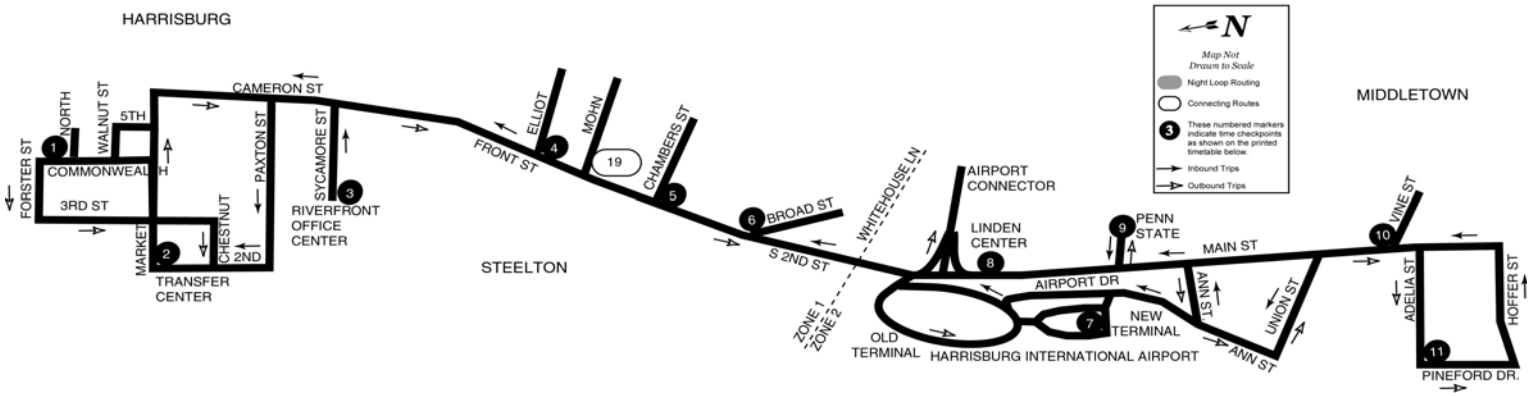 HARRISBURG
MIDDLETOWN
STEELTON
N
Map Not
Drawn to Scale
Night Loop Routing
Connecting Routes
3
These numbered markers
indicate time checkpoints
as shown on the printed
timetable below.
Inbound Trips
Outbound Trips
FORSTER ST
1
NORTH
WALNUT ST
5TH
COMMONWEALTH
3RD ST
MARKET
2
CHESTNUT
2ND
TRANSFER
CENTER
PAXTON ST
CAMERON ST
SYCAMORE ST
3
RIVERFRONT
OFFICE
CENTER
FRONT ST
ELLIOT
4
MOHN
19
CHAMBERS ST
5
6
BROAD ST
S 2ND ST
WHITEHOUSE LN
ZONE 1
ZONE 2
AIRPORT
CONNECTOR
LINDEN
CENTER
8
9
PENN
STATE
MAIN ST
AIRPORT DR
OLD
TERMINAL
7
NEW
TERMINAL
HARRISBURG INTERNATIONAL AIRPORT
ANN ST.
ANN ST
UNION ST
10
VINE ST
ADELIA ST
HOFFER ST
11
PINEFORD DR.